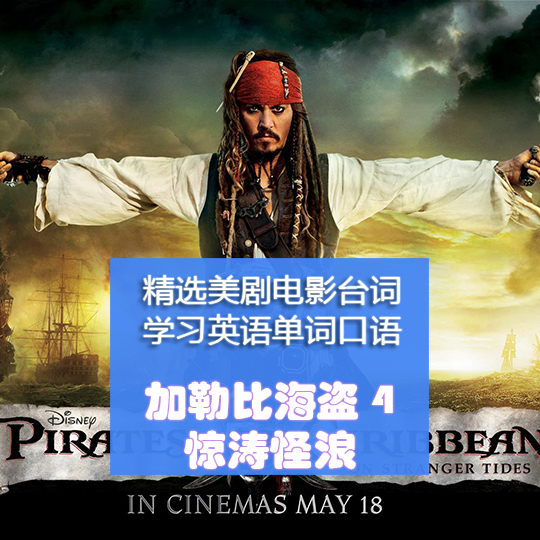 精选美剧电影台词
学习英语单词口语
加勒比海盗 4
惊涛怪浪
Disney
PIRATES
IBBEAN
STRANGER TIDES
IN CINEMAS MAY 18